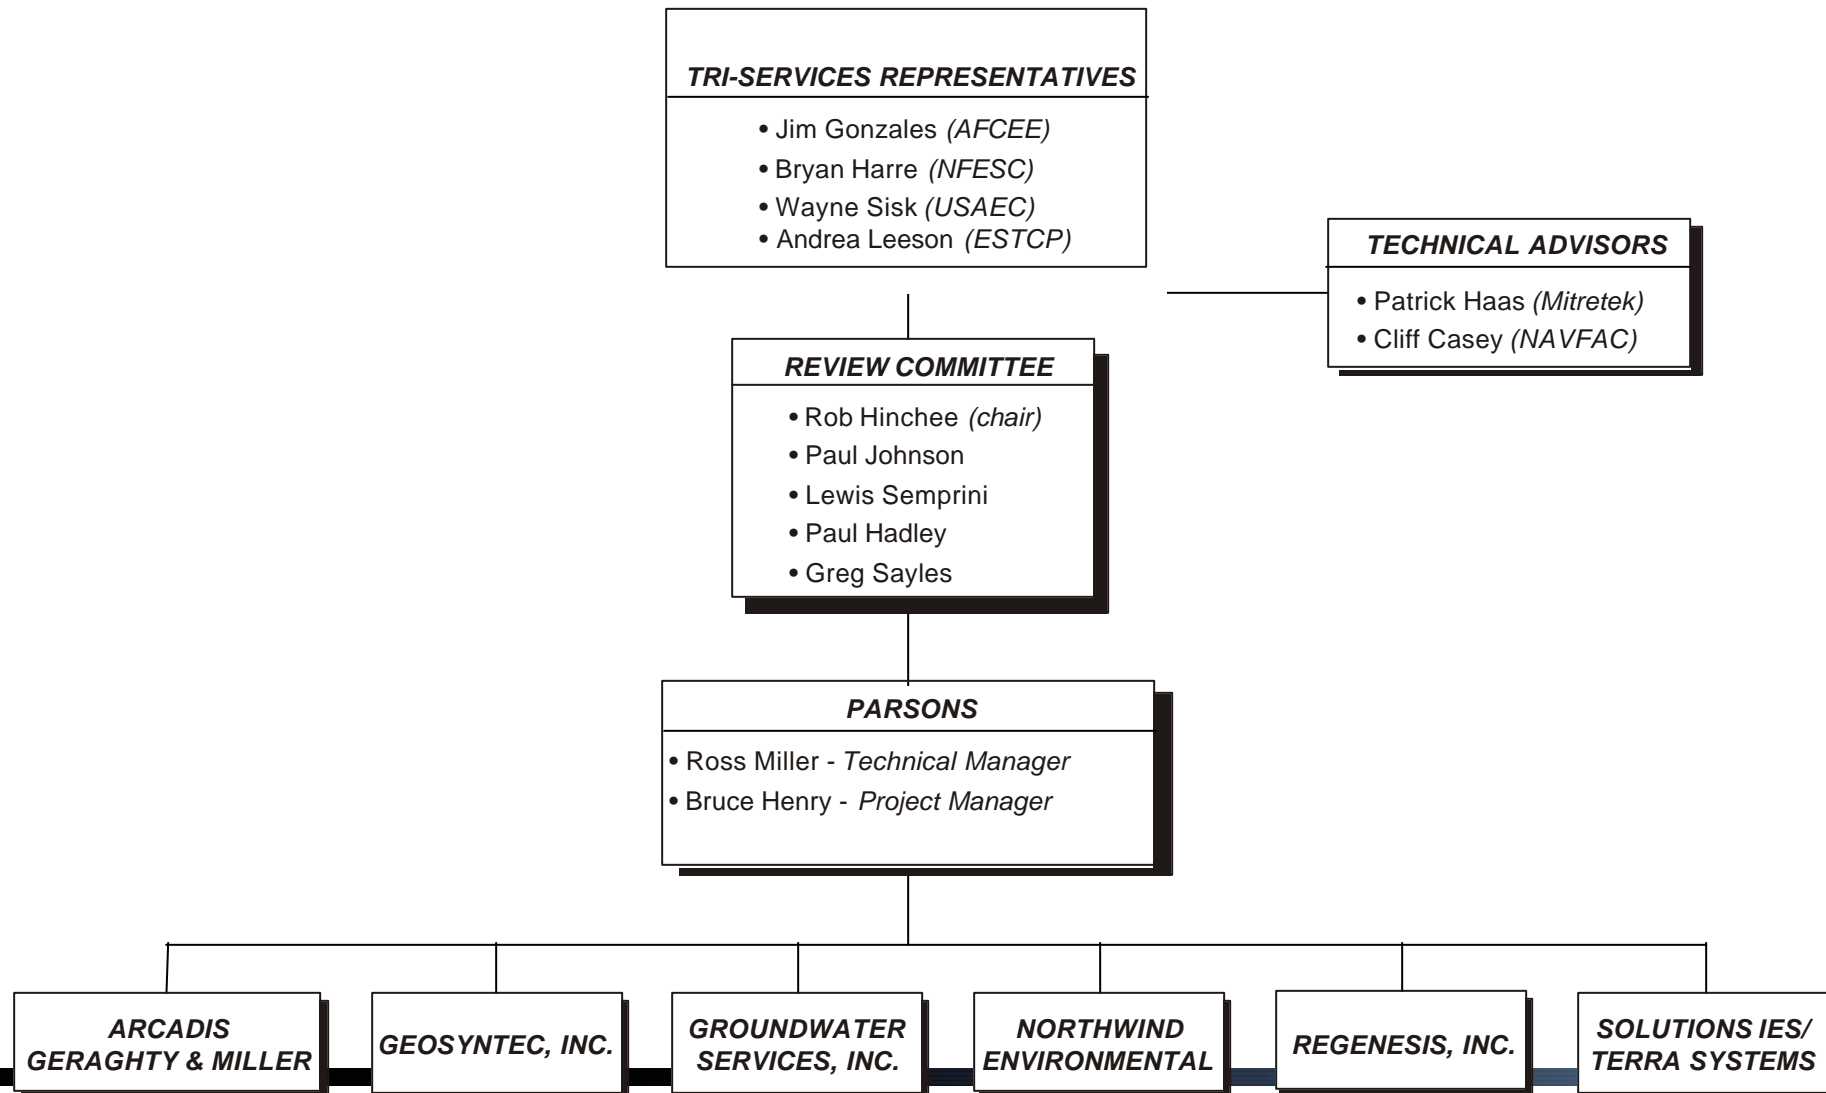 TRI-SERVICES REPRESENTATIVES
• Jim Gonzales (AFCEE)
• Bryan Harre (NFESC)
• Wayne Sisk (USAEC)
• Andrea Leeson (ESTCP)
TECHNICAL ADVISORS
• Patrick Haas (Mitretek)
• Cliff Casey (NAVFAC)
REVIEW COMMITTEE
• Rob Hinchee (chair)
• Paul Johnson
• Lewis Semprini
• Paul Hadley
• Greg Sayles
PARSONS
• Ross Miller - Technical Manager
• Bruce Henry - Project Manager
ARCADIS
GERAGHTY & MILLER
GEOSYNTEC, INC.
GROUNDWATER
SERVICES, INC.
NORTHWIND
ENVIRONMENTAL
REGENESIS, INC.
SOLUTIONS IES/
TERRA SYSTEMS